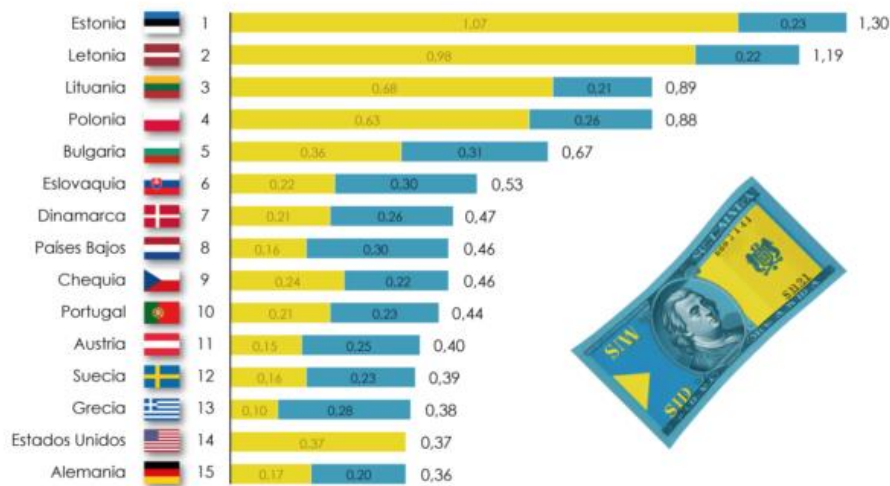 Estonia 1 1,07 0,23 1,30
Letonia 2 0,98 0,22 1,19
Lituania 3 0,68 0,21 0,89
Polonia 4 0,63 0,26 0,88
Bulgaria 5 0,36 0,31 0,67
Eslovaquia 6 0,22 0,30 0,53
Dinamarca 7 0,21 0,26 0,47
Países Bajos 8 0,16 0,30 0,46
Chequia 9 0,24 0,22 0,46
Portugal 10 0,21 0,23 0,44
Austria 11 0,15 0,25 0,40
Suecia 12 0,16 0,23 0,39
Grecia 13 0,10 0,28 0,38
Estados Unidos 14 0,37 0,37
Alemania 15 0,17 0,20 0,36
S/W
SID